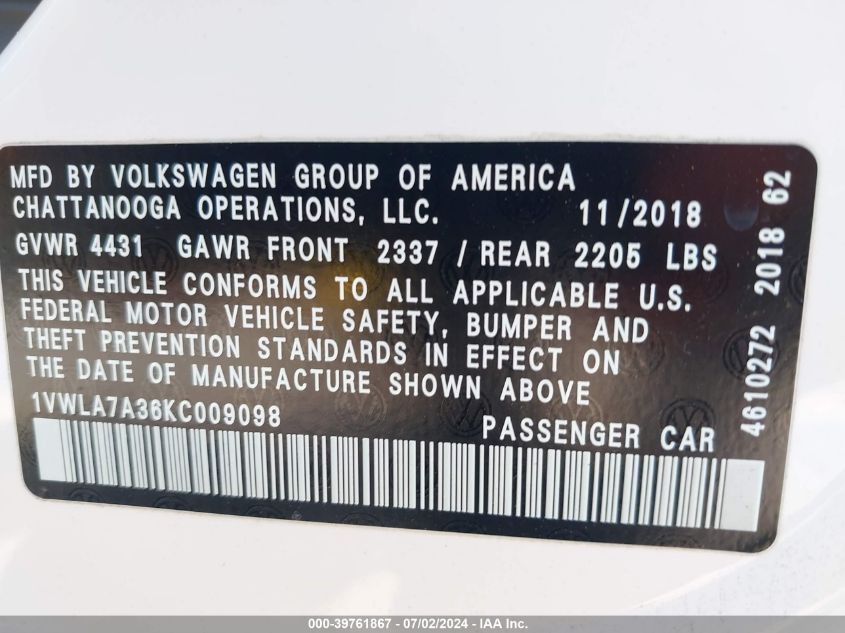 MFD BY VOLKSWAGEN GROUP OF AMERICA
CHATTANOOGA OPERATIONS, LLC. 11/2018
GVWR 4431 GAWR FRONT 2337 / REAR 2205 LBS
THIS VEHICLE CONFORMS TO ALL APPLICABLE U.S.
FEDERAL MOTOR VEHICLE SAFETY, BUMPER AND
THEFT PREVENTION STANDARDS IN EFFECT ON
THE DATE OF MANUFACTURE SHOWN ABOVE
1VWLA7A36KC009098 PASSENGER CAR
4610272 2018 62
000-39761867 - 07/02/2024 - IAA Inc.